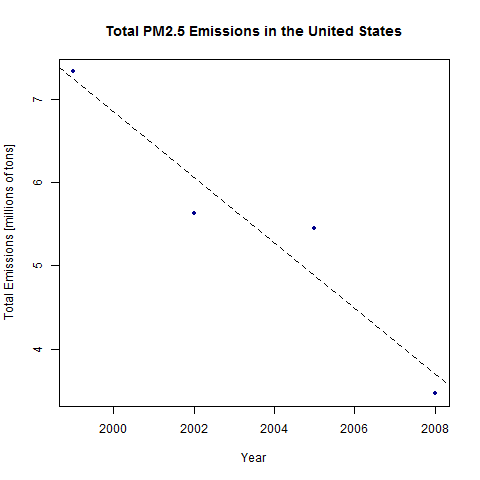 Total PM2.5 Emissions in the United States
Total Emissions [millions of tons]
7
6
5
4
2000 2002 2004 2006 2008
Year